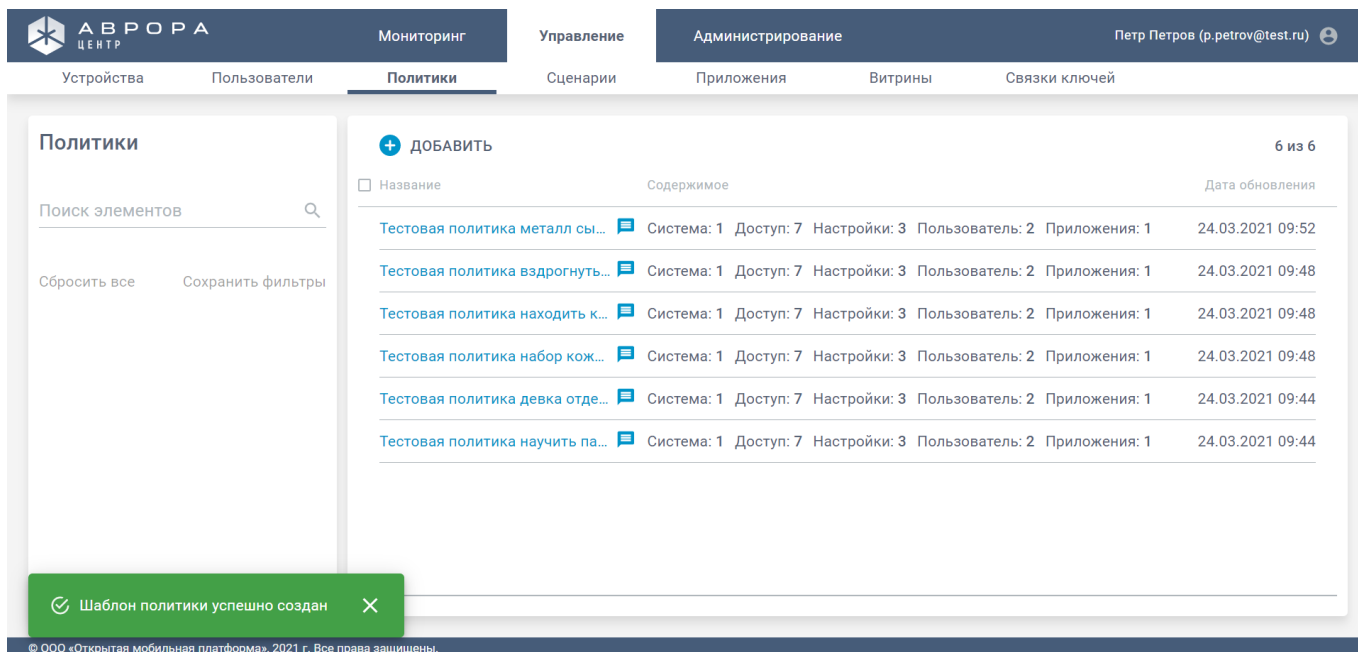 АВРОРА
ЦЕНТР
Мониторинг Управление Администрирование Петр Петров (p.petrov@test.ru)
Устройства Пользователи Политики Сценарии Приложения Витрины Связки ключей
Политики
ДОБАВИТЬ 6 из 6
Название Содержимое Дата обновления
Поиск элементов
Тестовая политика металл сы... Система: 1 Доступ: 7 Настройки: 3 Пользователь: 2 Приложения: 1 24.03.2021 09:52
Тестовая политика вздрогнуть... Система: 1 Доступ: 7 Настройки: 3 Пользователь: 2 Приложения: 1 24.03.2021 09:48
Сбросить все Сохранить фильтры
Тестовая политика находить к... Система: 1 Доступ: 7 Настройки: 3 Пользователь: 2 Приложения: 1 24.03.2021 09:48
Тестовая политика набор кож... Система: 1 Доступ: 7 Настройки: 3 Пользователь: 2 Приложения: 1 24.03.2021 09:48
Тестовая политика девка отде... Система: 1 Доступ: 7 Настройки: 3 Пользователь: 2 Приложения: 1 24.03.2021 09:44
Тестовая политика научить па... Система: 1 Доступ: 7 Настройки: 3 Пользователь: 2 Приложения: 1 24.03.2021 09:44
Шаблон политики успешно создан
© ООО «Открытая мобильная платформа», 2021 г. Все права защищены.